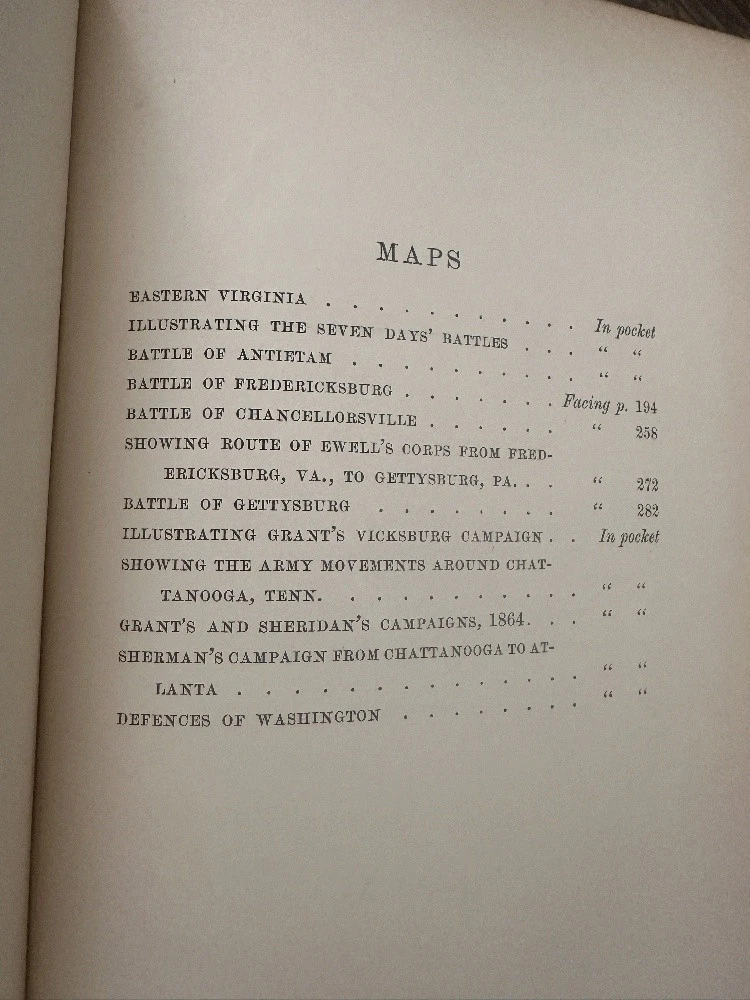 MAPS
EASTERN VIRGINIA . . . . . . . . . . In pocket
ILLUSTRATING THE SEVEN DAYS' BATTLES . . . “ “
BATTLE OF ANTIETAM . . . . . . . . . “ “
BATTLE OF FREDERICKSBURG . . . . . . . Facing p. 194
BATTLE OF CHANCELLORSVILLE . . . . . . “ 258
SHOWING ROUTE OF EWELL'S CORPS FROM FRED-
ERICKSBURG, VA., TO GETTYSBURG, PA. . . “ 272
BATTLE OF GETTYSBURG . . . . . . . . “ 282
ILLUSTRATING GRANT'S VICKSBURG CAMPAIGN . . In pocket
SHOWING THE ARMY MOVEMENTS AROUND CHAT-
TANOOGA, TENN. . . . . . . . . . . “ “
GRANT'S AND SHERIDAN'S CAMPAIGNS, 1864. . . “ “
SHERMAN'S CAMPAIGN FROM CHATTANOOGA TO AT-
LANTA . . . . . . . . . . . . . . “ “
DEFENCES OF WASHINGTON . . . . . . . . “ “